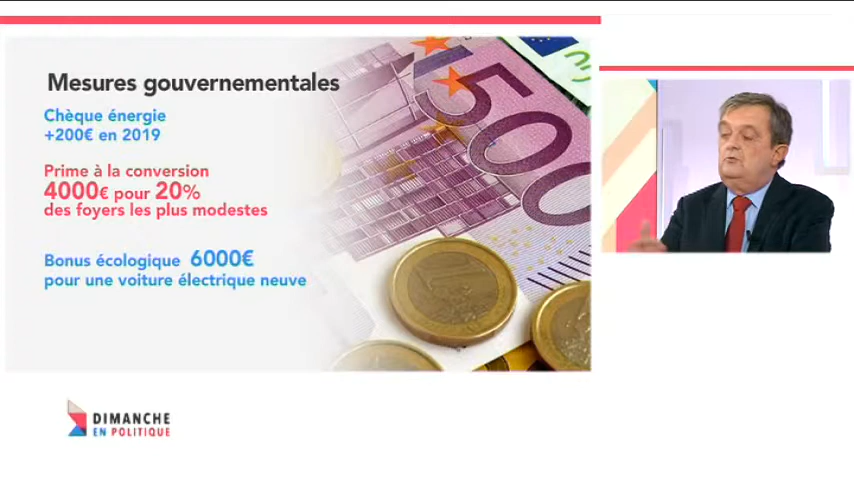 Mesures gouvernementales
Chèque énergie
+200€ en 2019
Prime à la conversion
4000€ pour 20%
des foyers les plus modestes
Bonus écologique 6000€
pour une voiture électrique neuve
500
DIMANCHE
EN POLITIQUE